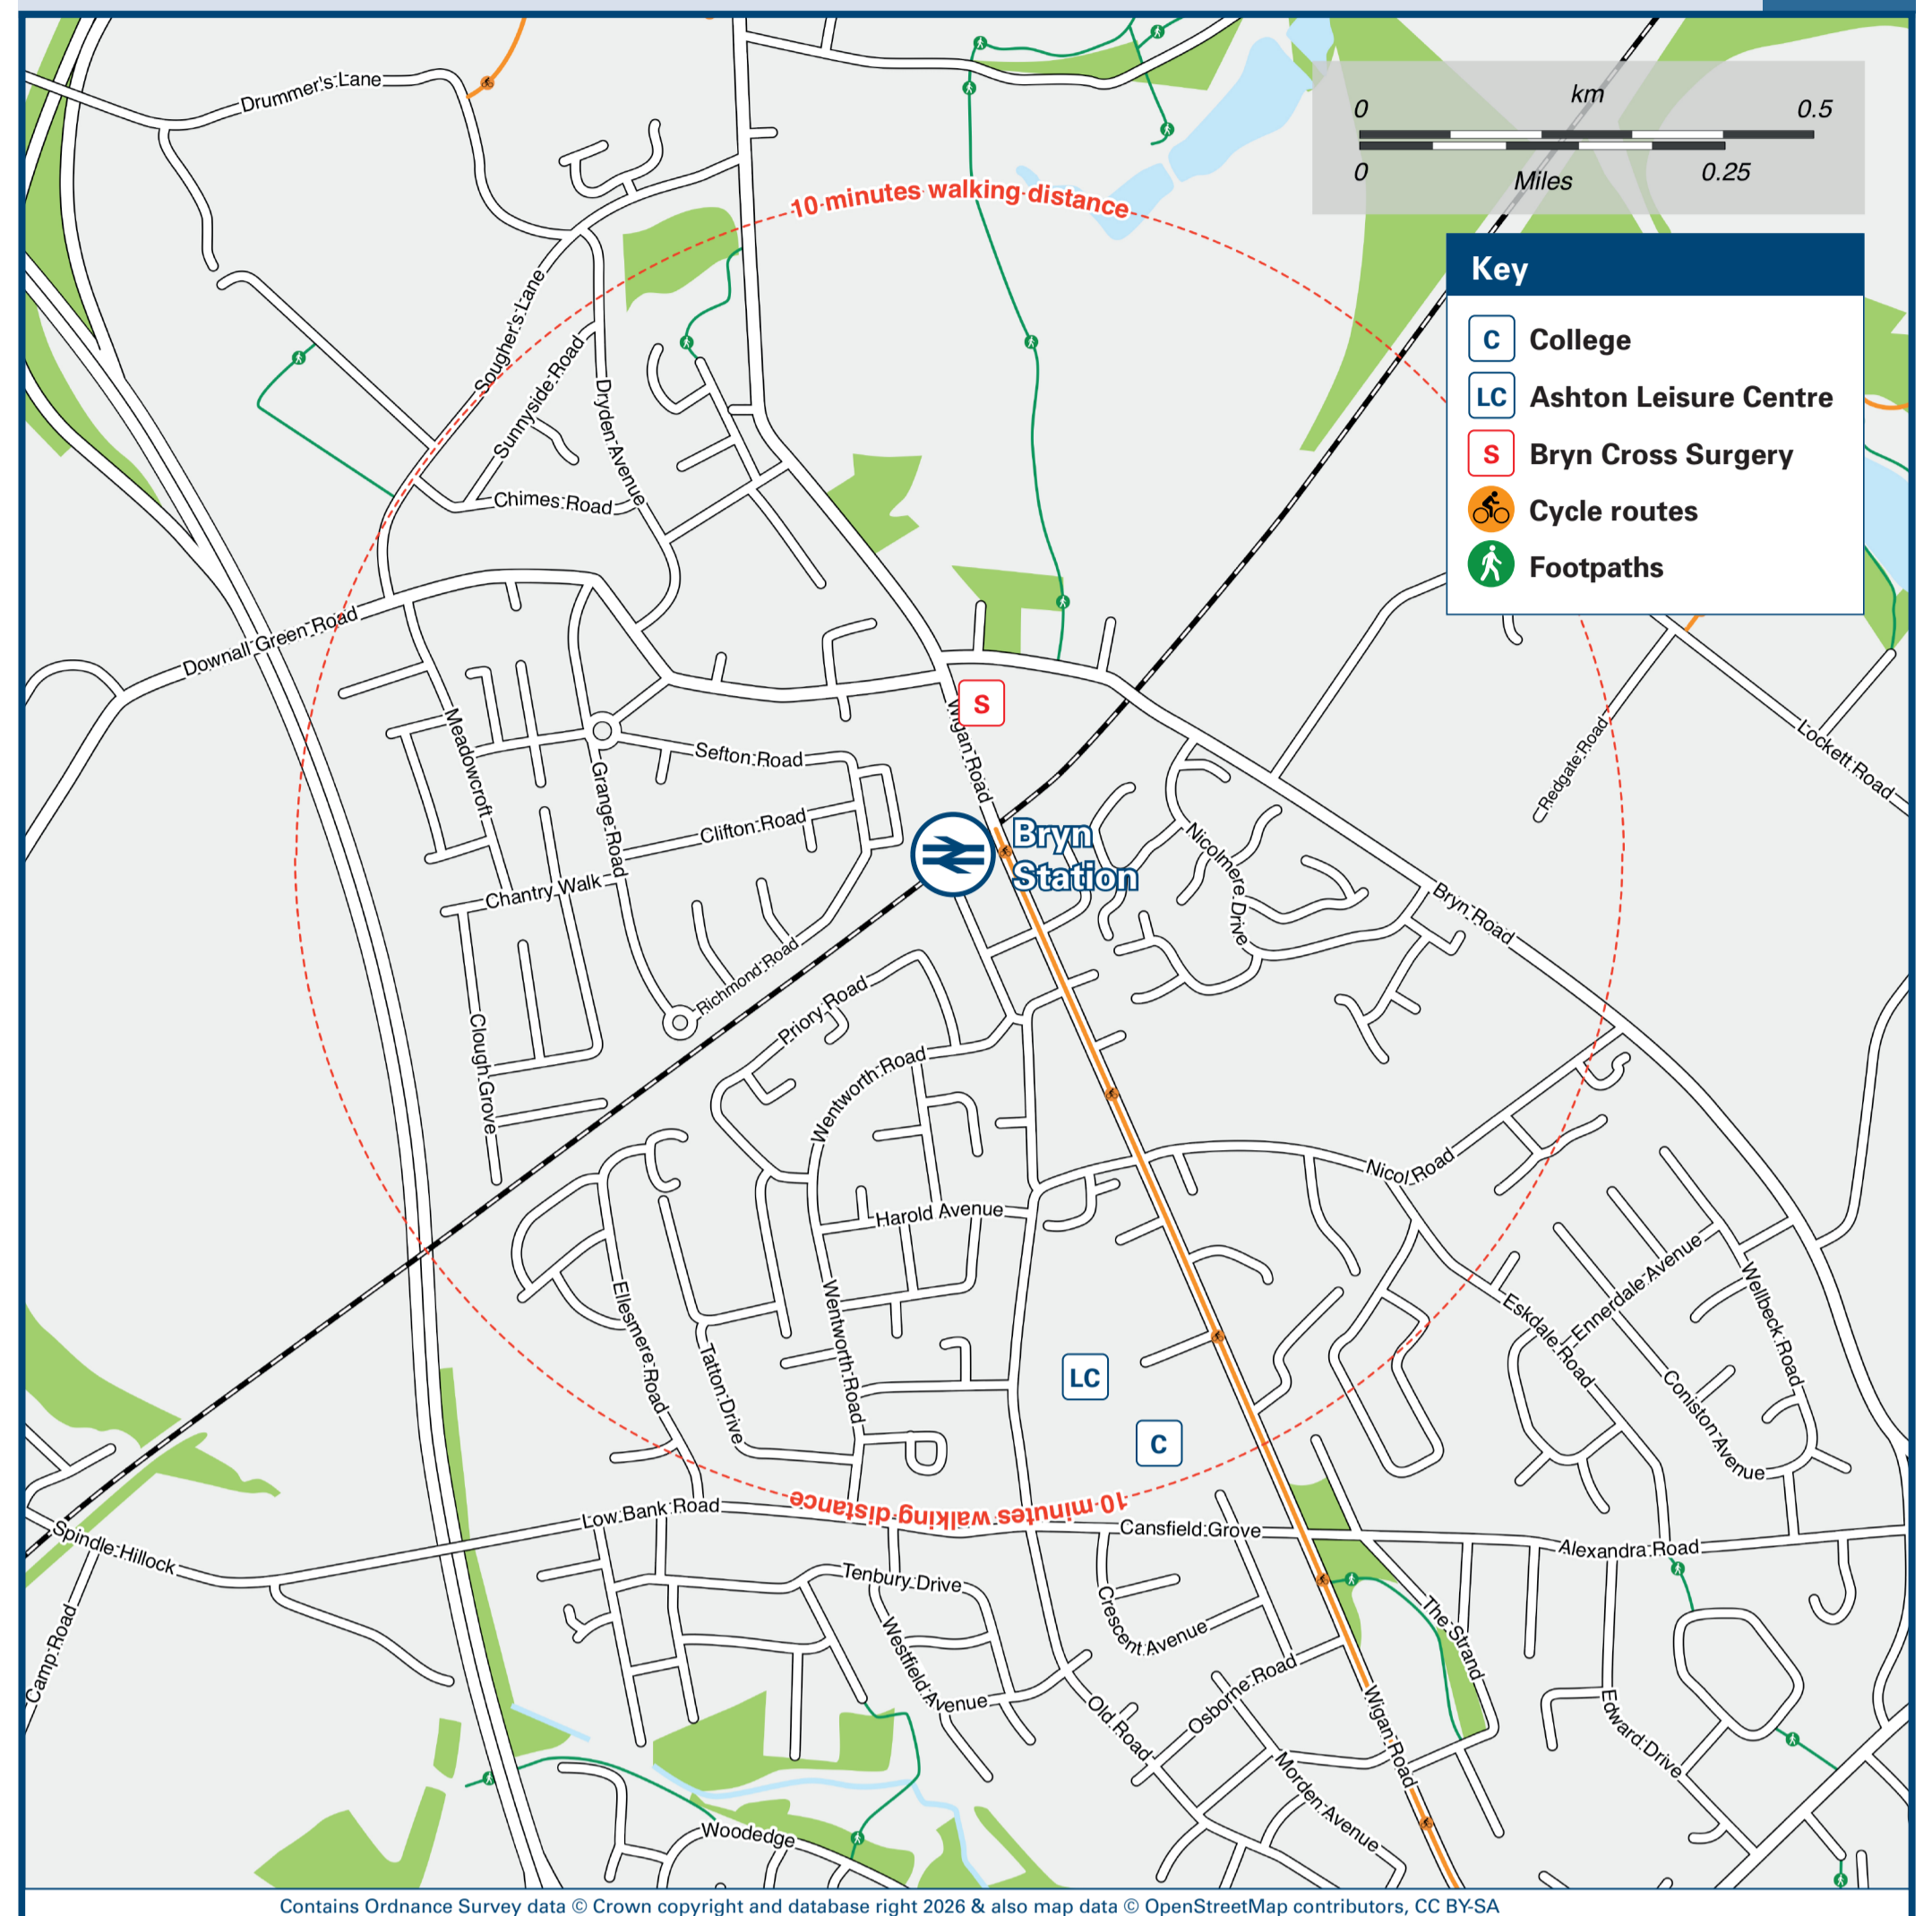 Drummer's Lane
10 minutes walking distance
km
0 0.5
0 0.25
Miles
Key
C College
LC Ashton Leisure Centre
S Bryn Cross Surgery
Cycle routes
Footpaths
Sougher's Lane
Sunnyside Road
Dryden Avenue
Chimes Road
Downall Green Road
S
Wigan Road
Meadowcroft
Sefton Road
Grange Road
Clifton Road
Redgate Road
Lockett Road
Bryn
Station
Nicolmere Drive
Chantry Walk
Bryn Road
Richmond Road
Priory Road
Clough Grove
Wentworth Road
Nicol Road
Harold Avenue
Ellesmere Road
Tatton Drive
Wentworth Road
LC
C
Eskdale Road
Ennerdale Avenue
Wellbeck Road
Coniston Avenue
10 minutes walking distance
Low Bank Road
Cansfield Grove
Alexandra Road
Spindle Hillock
Camp Road
Tenbury Drive
Westfield Avenue
Crescent Avenue
The Strand
Osborne Road
Old Road
Wigan Road
Edward Drive
Morden Avenue
Woodedge
Contains Ordnance Survey data © Crown copyright and database right 2026 & also map data © OpenStreetMap contributors, CC BY-SA